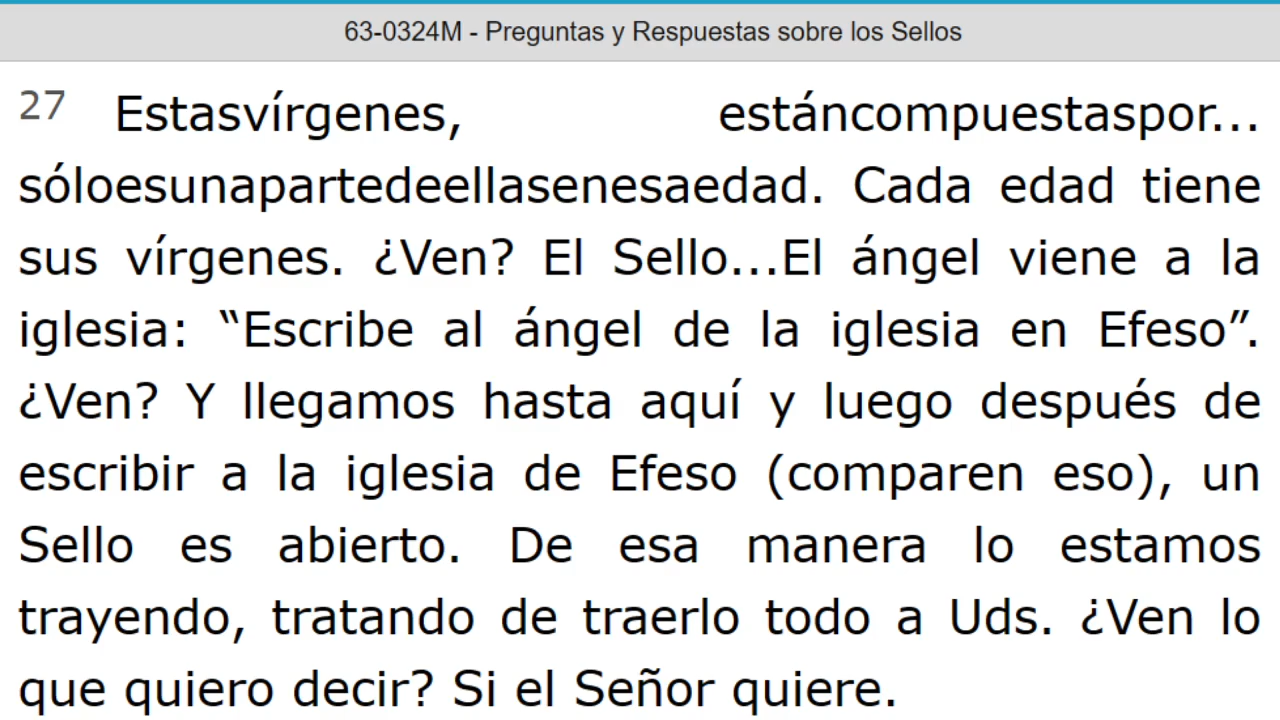 63-0324M - Preguntas y Respuestas sobre los Sellos
27 Estasvírgenes, estáncompuestaspor...
sóloesunapartedeellasenesaedad. Cada edad tiene
sus vírgenes. ¿Ven? El Sello...El ángel viene a la
iglesia: “Escribe al ángel de la iglesia en Efeso”.
¿Ven? Y llegamos hasta aquí y luego después de
escribir a la iglesia de Efeso (comparen eso), un
Sello es abierto. De esa manera lo estamos
trayendo, tratando de traerlo todo a Uds. ¿Ven lo
que quiero decir? Si el Señor quiere.